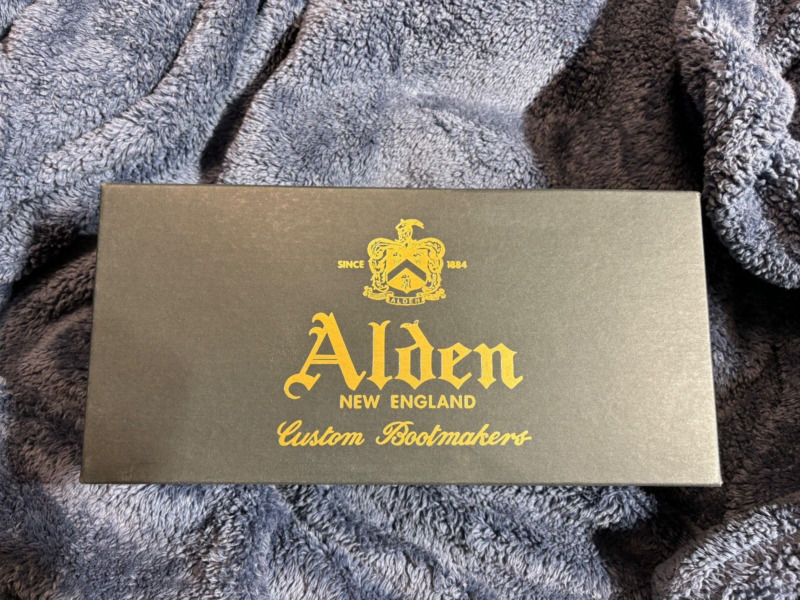 SINCE 1884
ALDEN
Alden
NEW ENGLAND
Custom Bootmakers